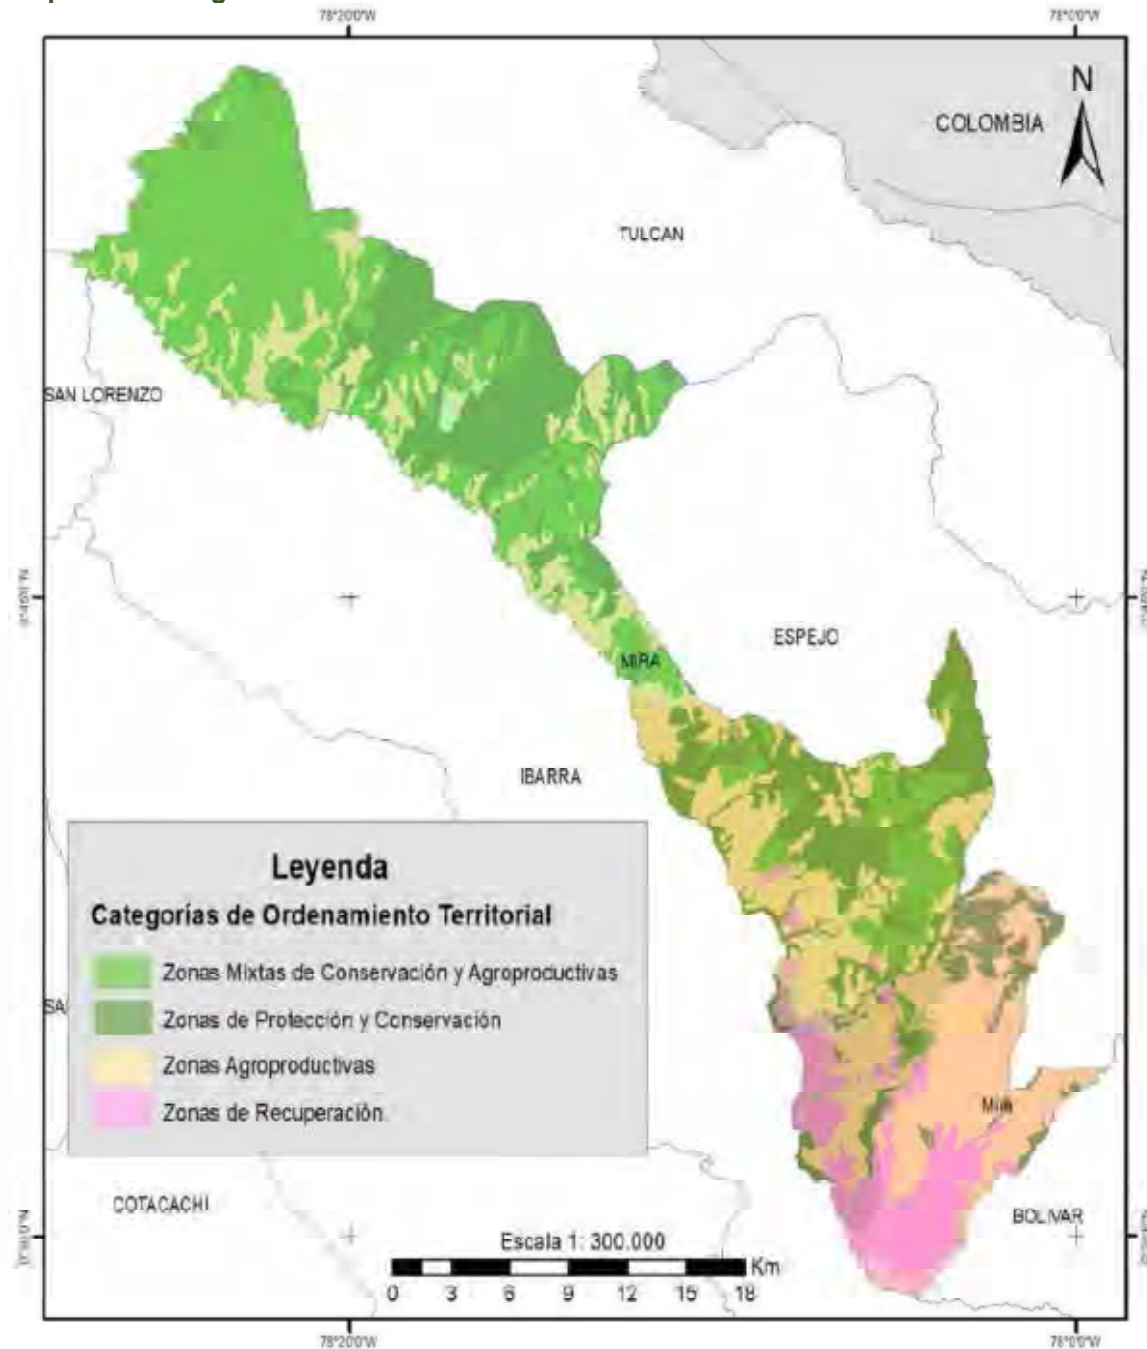 78°20'0"W
78°0'0"W
N
COLOMBIA
TULCAN
SAN LORENZO
ESPEJO
MIRA
IBARRA
Leyenda
Categorías de Ordenamiento Territorial
Zonas Mixtas de Conservación y Agroproductivas
Zonas de Protección y Conservación
SA
Zonas Agroproductivas
Zonas de Recuperación
Mira
COTACACHI
BOLIVAR
Escala 1: 300.000
Km
0 3 6 9 12 15 18
78°20'0"W
78°0'0"W